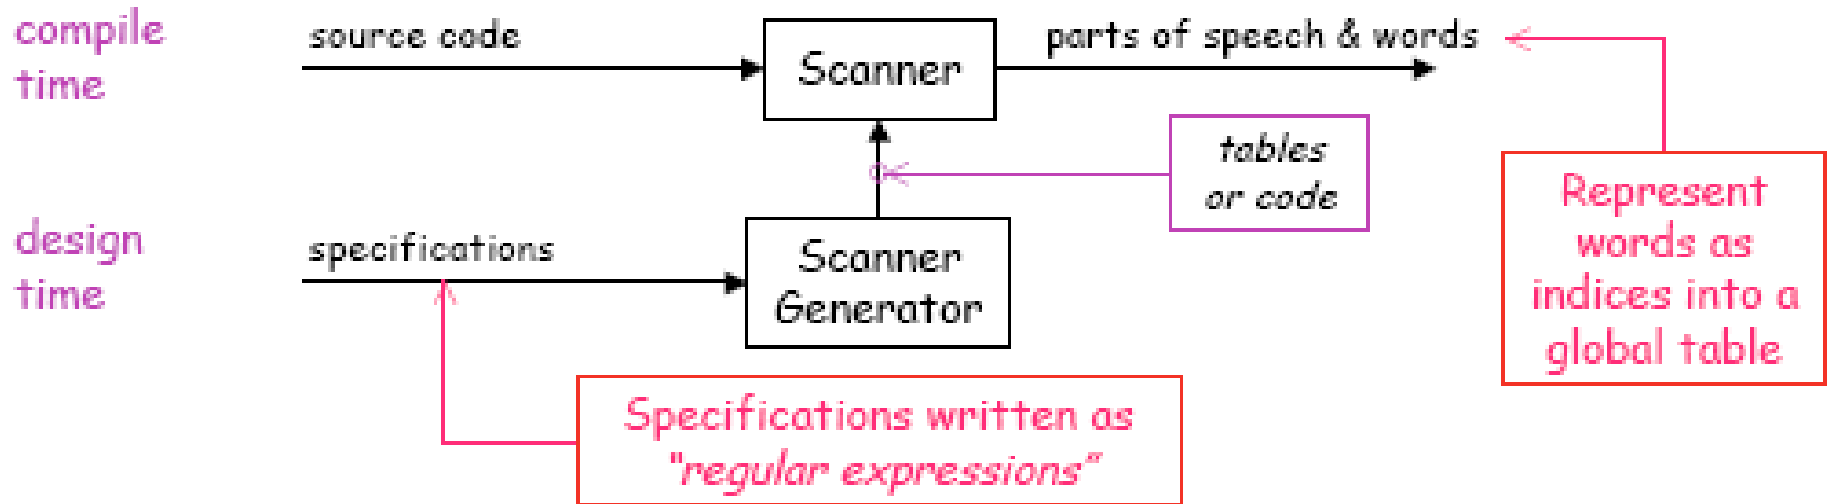 compile
time
source code
Scanner
parts of speech & words
tables
or code
Represent
words as
indices into a
global table
design
time
specifications
Scanner
Generator
Specifications written as
"regular expressions"